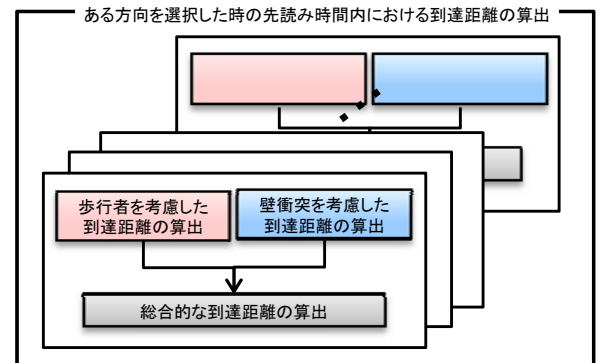 ある方向を選択した時の先読み時間内における到達距離の算出
歩行者を考慮した
到達距離の算出
壁衝突を考慮した
到達距離の算出
総合的な到達距離の算出